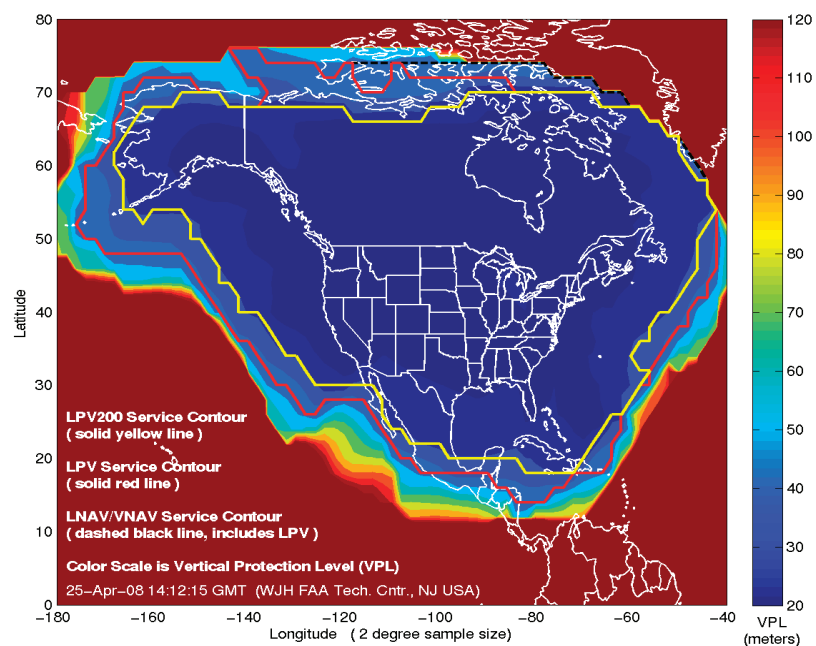 80
70
60
50
40
30
20
10
0
Latitude
−180
−160
−140
−120
−100
−80
−60
−40
Longitude ( 2 degree sample size)
LPV200 Service Contour
( solid yellow line )
LPV Service Contour
( solid red line )
LNAV/VNAV Service Contour
( dashed black line, includes LPV )
Color Scale is Vertical Protection Level (VPL)
25−Apr−08 14:12:15 GMT (WJH FAA Tech. Cntr., NJ USA)
120
110
100
90
80
70
60
50
40
30
20
VPL
(meters)